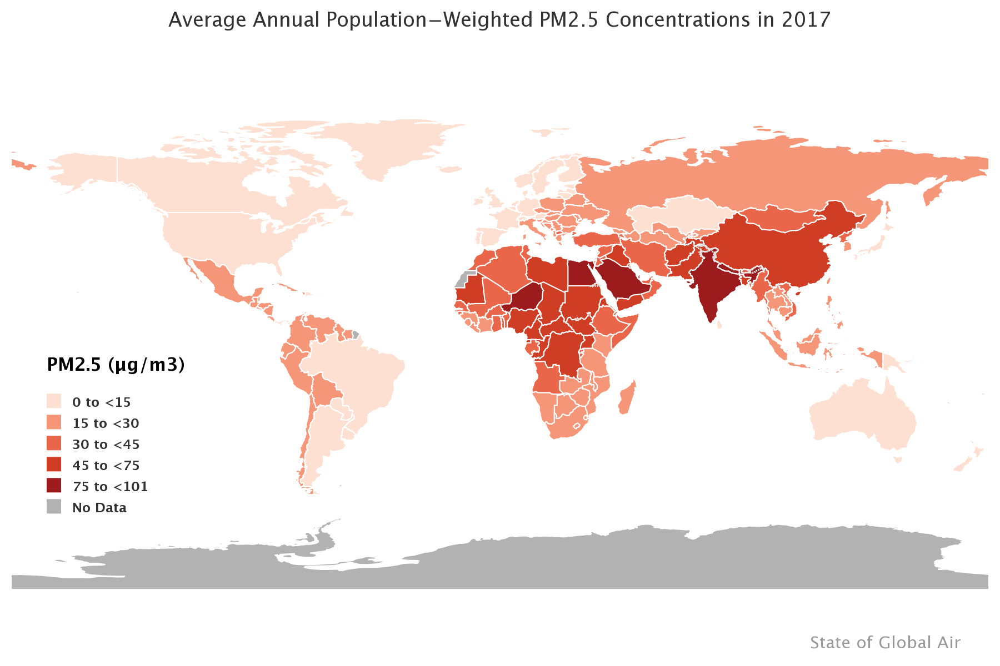 Average Annual Population−Weighted PM2.5 Concentrations in 2017
PM2.5 (µg/m3)
0 to <15
15 to <30
30 to <45
45 to <75
75 to <101
No Data
State of Global Air